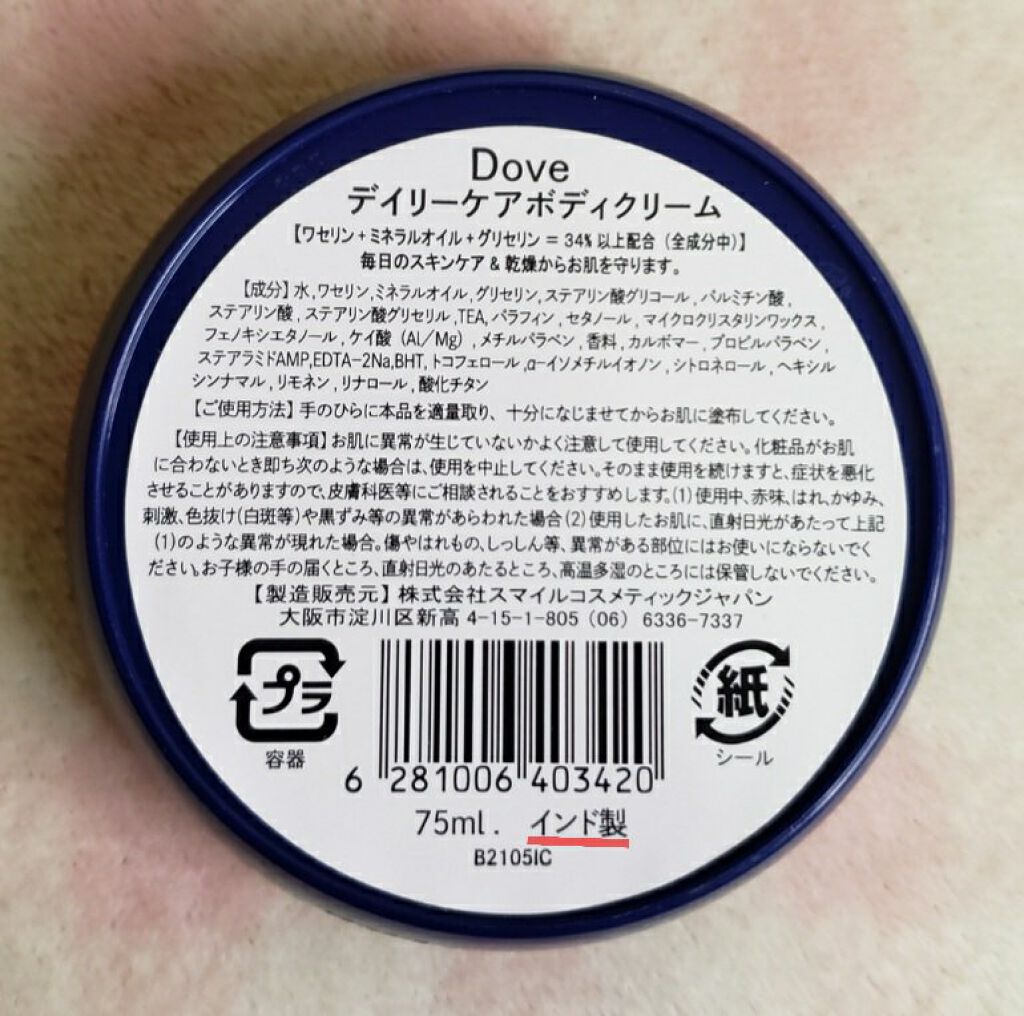 Dove
デイリーケアボディクリーム
【ワセリン+ミネラルオイル+グリセリン = 34% 以上配合（全成分中）】
毎日のスキンケア & 乾燥からお肌を守ります。
【成分】水,ワセリン,ミネラルオイル,グリセリン,ステアリン酸グリコール,パルミチン酸,
ステアリン酸,ステアリン酸グリセリル,TEA,パラフィン,セタノール,マイクロクリスタリンワックス,
フェノキシエタノール,ケイ酸（AL/Mg）,メチルパラベン,香料,カルボマー,プロピルパラベン,
ステアラミドAMP,EDTA-2Na,BHT,トコフェロール,α-イソメチルイオノン,シトロネロール,ヘキシル
シンナマル,リモネン,リナロール,酸化チタン
【ご使用方法】手のひらに本品を適量取り、十分になじませてからお肌に塗布してください。
【使用上の注意事項】お肌に異常が生じていないかよく注意して使用してください。化粧品がお肌
に合わないとき即ち次のような場合は、使用を中止してください。そのまま使用を続けますと、症状を悪化
させることがありますので、皮膚科医等にご相談されることをおすすめします。(1)使用中、赤味、はれ、かゆみ、
刺激、色抜け(白斑等)や黒ずみ等の異常があらわれた場合(2)使用したお肌に、直射日光があたって上記
(1)のような異常が現れた場合。傷やはれもの、しっしん等、異常がある部位にはお使いにならないでく
ださい。お子様の手の届くところ、直射日光のあたるところ、高温多湿のところには保管しないでください。
【製造販売元】株式会社スマイルコスメティックジャパン
大阪市淀川区新高 4-15-1-805（06）6336-7337
プラ
容器
紙
シール
6 281006 403420
75ml . インド製
B2105IC